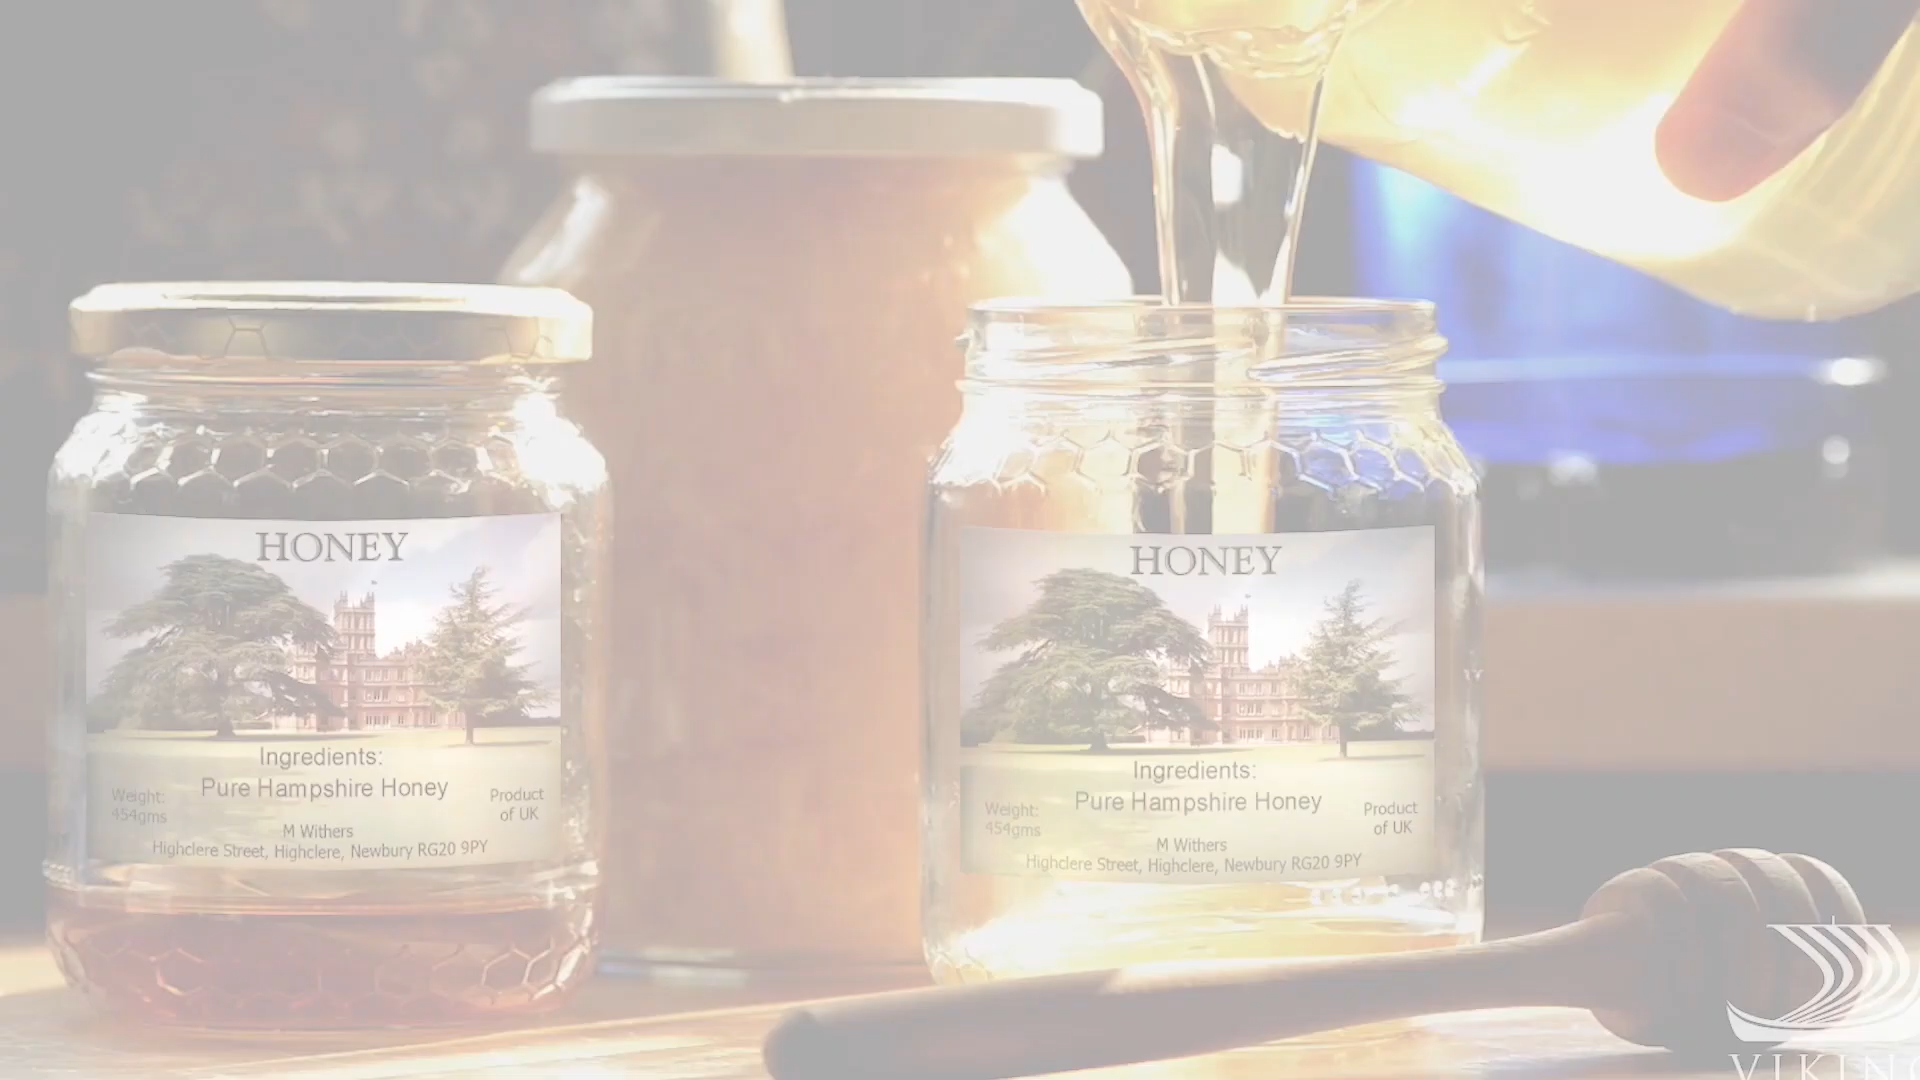 HONEY
Ingredients:
Pure Hampshire Honey
Weight:
454gms
Product
of UK
M Withers
Highclere Street, Highclere, Newbury RG20 9PY
HONEY
Ingredients:
Pure Hampshire Honey
Weight:
454gms
Product
of UK
M Withers
Highclere Street, Highclere, Newbury RG20 9PY
VIKING